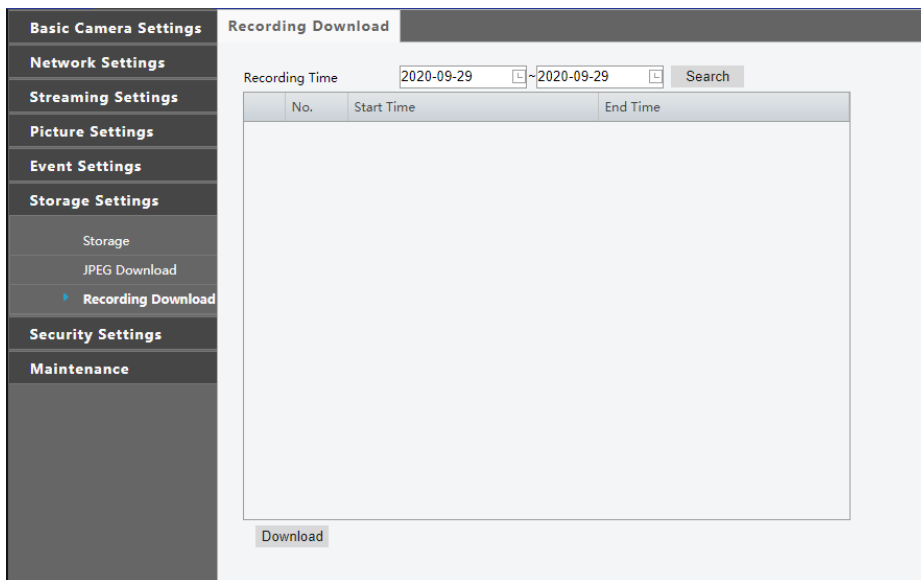 Basic Camera Settings
Network Settings
Streaming Settings
Picture Settings
Event Settings
Storage Settings
Storage
JPEG Download
Recording Download
Security Settings
Maintenance
Recording Download
Recording Time 2020-09-29 ~ 2020-09-29 Search
No. Start Time End Time
Download